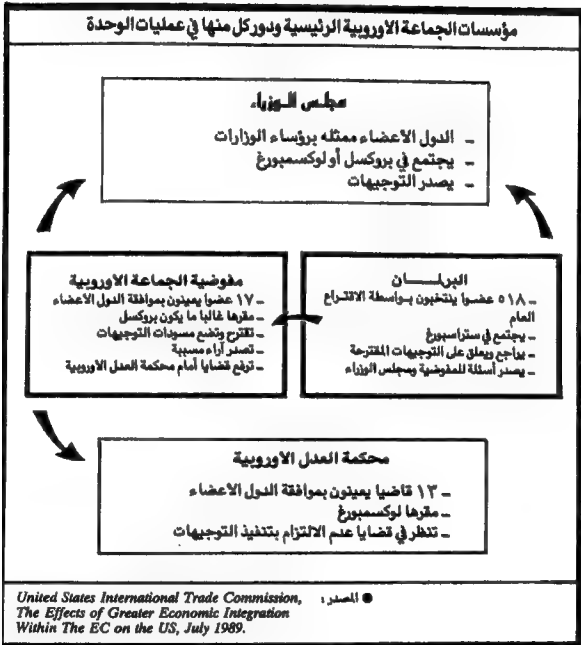 مؤسسات الجماعة الاوروبية الرئيسية ودور كل منها في عمليات الوحدة
مجلس الوزراء
- الدول الاعضاء ممثله برؤساء الوزارات
- يجتمع في بروكسل أو لوكسمبورغ
- يصدر التوجيهات
البرلمــــان
- ٥١٨ عضوا ينتخبون بواسطة الاقتراع
العام
- يجتمع في ستراسبورغ
- يراجع ويعلق على التوجيهات المقترحة
- يصدر أسئلة للمفوضية ومجلس الوزراء
مفوضية الجماعة الاوروبية
- ١٧ عضوا يعينون بموافقة الدول الاعضاء
- مقرها غالبا ما يكون بروكسل
- تقترح وتضع مسودات التوجيهات
- تصدر آراء مسببة
- ترفع قضايا أمام محكمة العدل الاوروبية
محكمة العدل الاوروبية
- ١٣ قاضيا يعينون بموافقة الدول الاعضاء
- مقرها لوكسمبورغ
- تنظر في قضايا عدم الالتزام بتنفيذ التوجيهات
● المصدر: United States International Trade Commission,
The Effects of Greater Economic Integration
Within The EC on the US, July 1989.